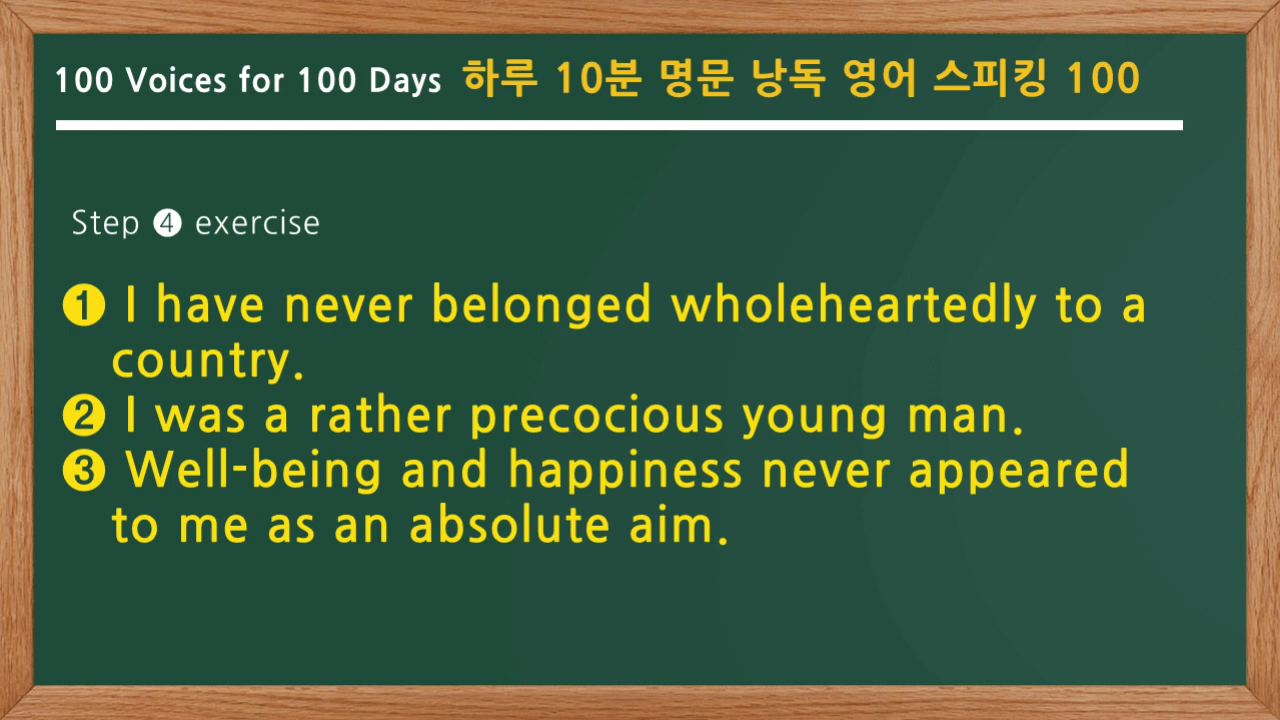 100 Voices for 100 Days 하루 10분 명문 낭독 영어 스피킹 100
Step ❹ exercise
❶ I have never belonged wholeheartedly to a
country.
❷ I was a rather precocious young man.
❸ Well-being and happiness never appeared
to me as an absolute aim.